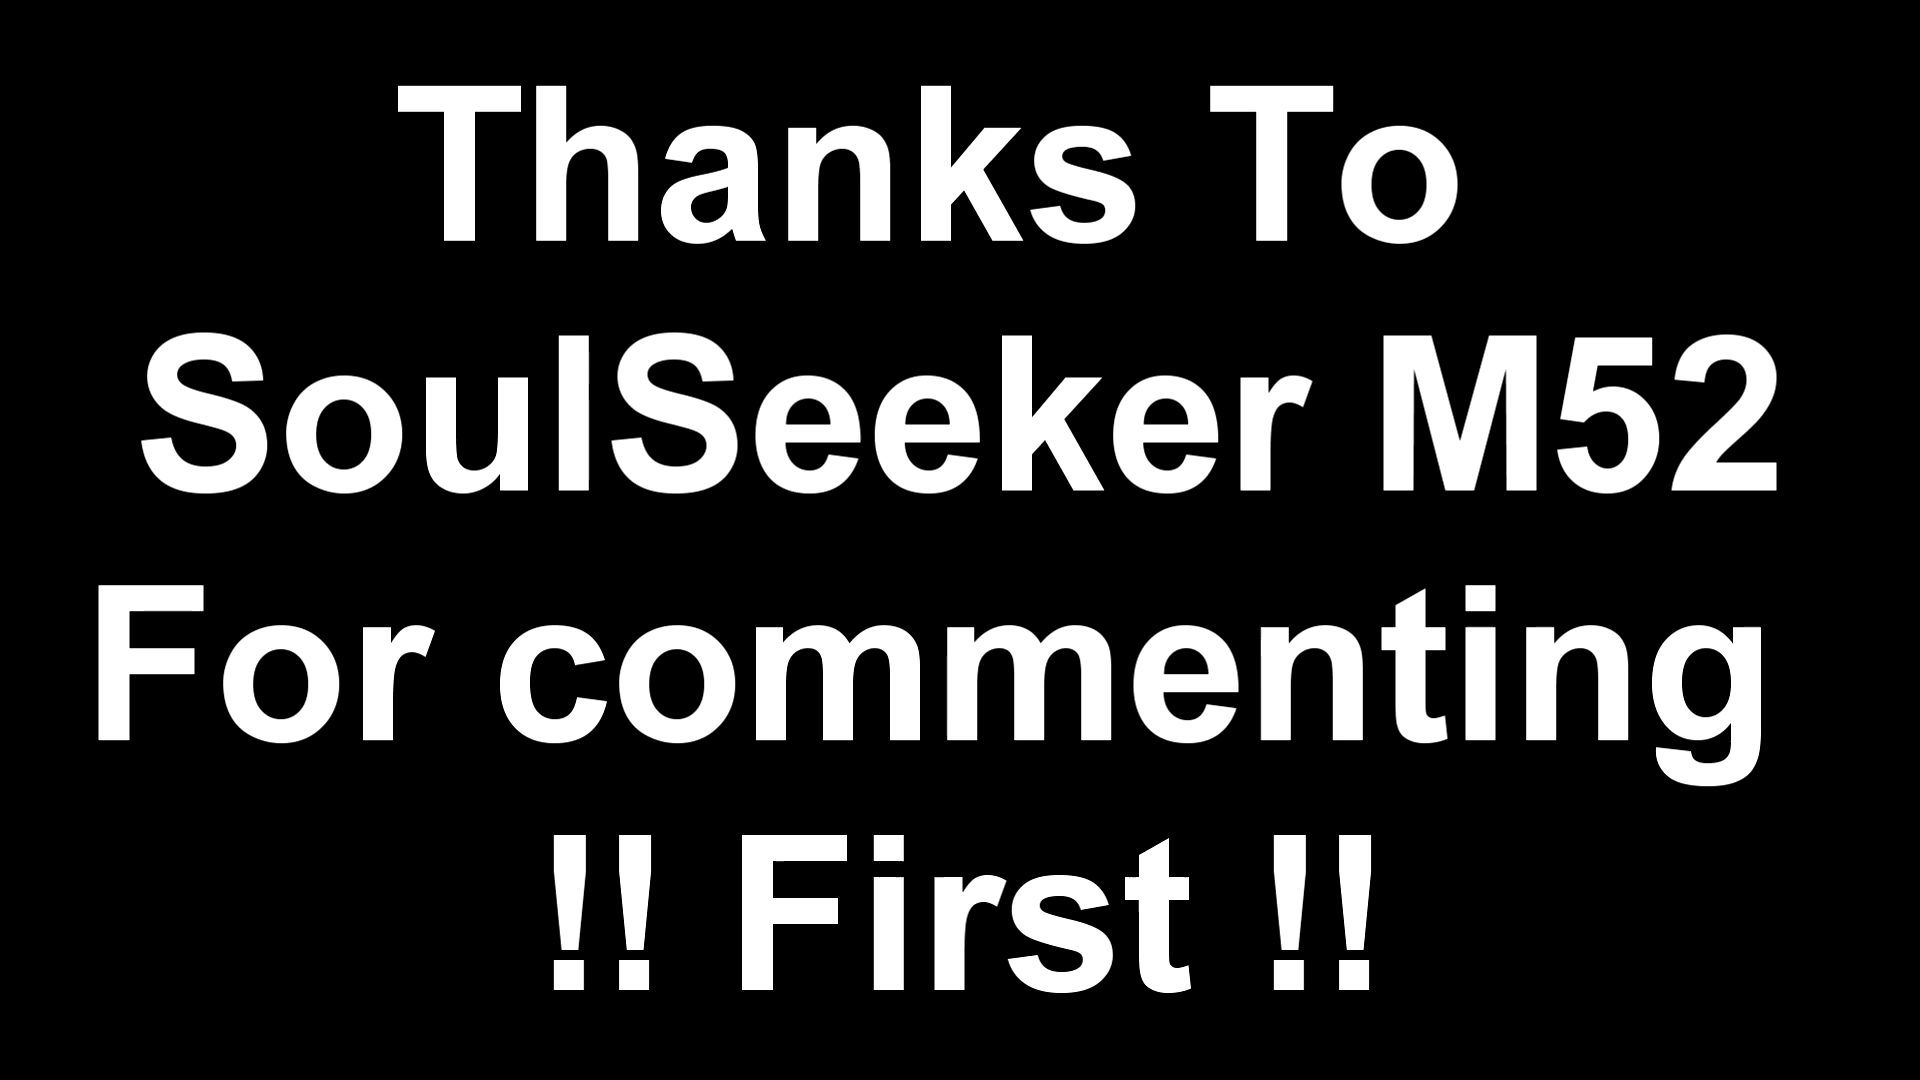 Thanks To
SoulSeeker M52
For commenting
!! First !!